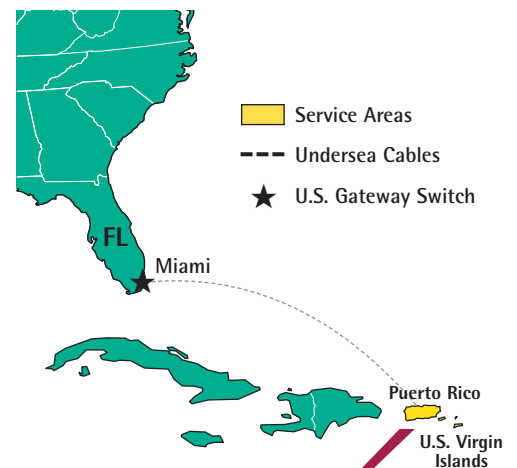 Service Areas
Undersea Cables
U.S. Gateway Switch
FL
Miami
Puerto Rico
U.S. Virgin
Islands